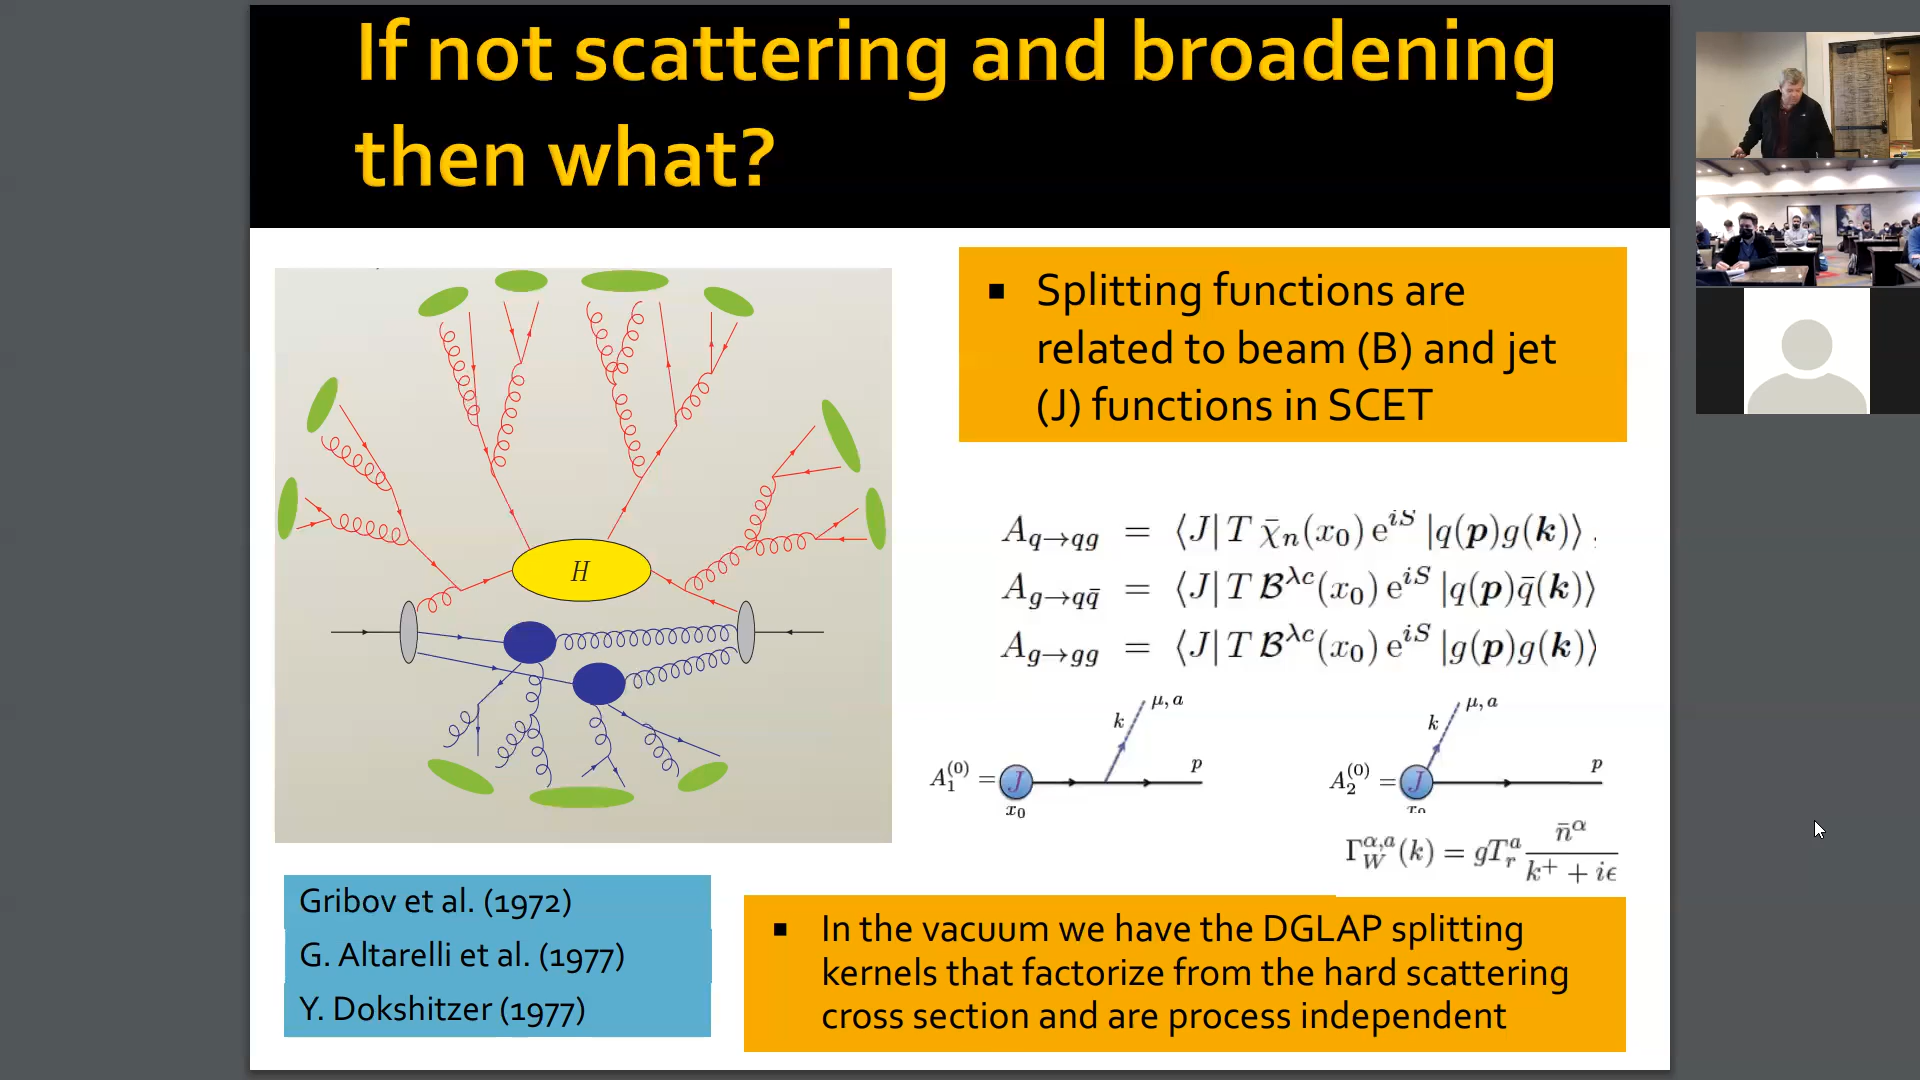 If not scattering and broadening
then what?
▪ Splitting functions are
related to beam (B) and jet
(J) functions in SCET
H
A_{q→qg} = ⟨J| T χ̄_n(x_0) e^{iS} |q(p)g(k)⟩ ,
A_{g→qq̄} = ⟨J| T ℬ^{λc}(x_0) e^{iS} |q(p)q̄(k)⟩
A_{g→gg} = ⟨J| T ℬ^{λc}(x_0) e^{iS} |g(p)g(k)⟩
A_1^{(0)} = J x_0 k μ, a p
A_2^{(0)} = J x_0 k μ, a p
Γ_W^{α,a}(k) = gT_r^a \frac{n̄^α}{k^+ + iϵ}
Gribov et al. (1972)
G. Altarelli et al. (1977)
Y. Dokshitzer (1977)
▪ In the vacuum we have the DGLAP splitting
kernels that factorize from the hard scattering
cross section and are process independent